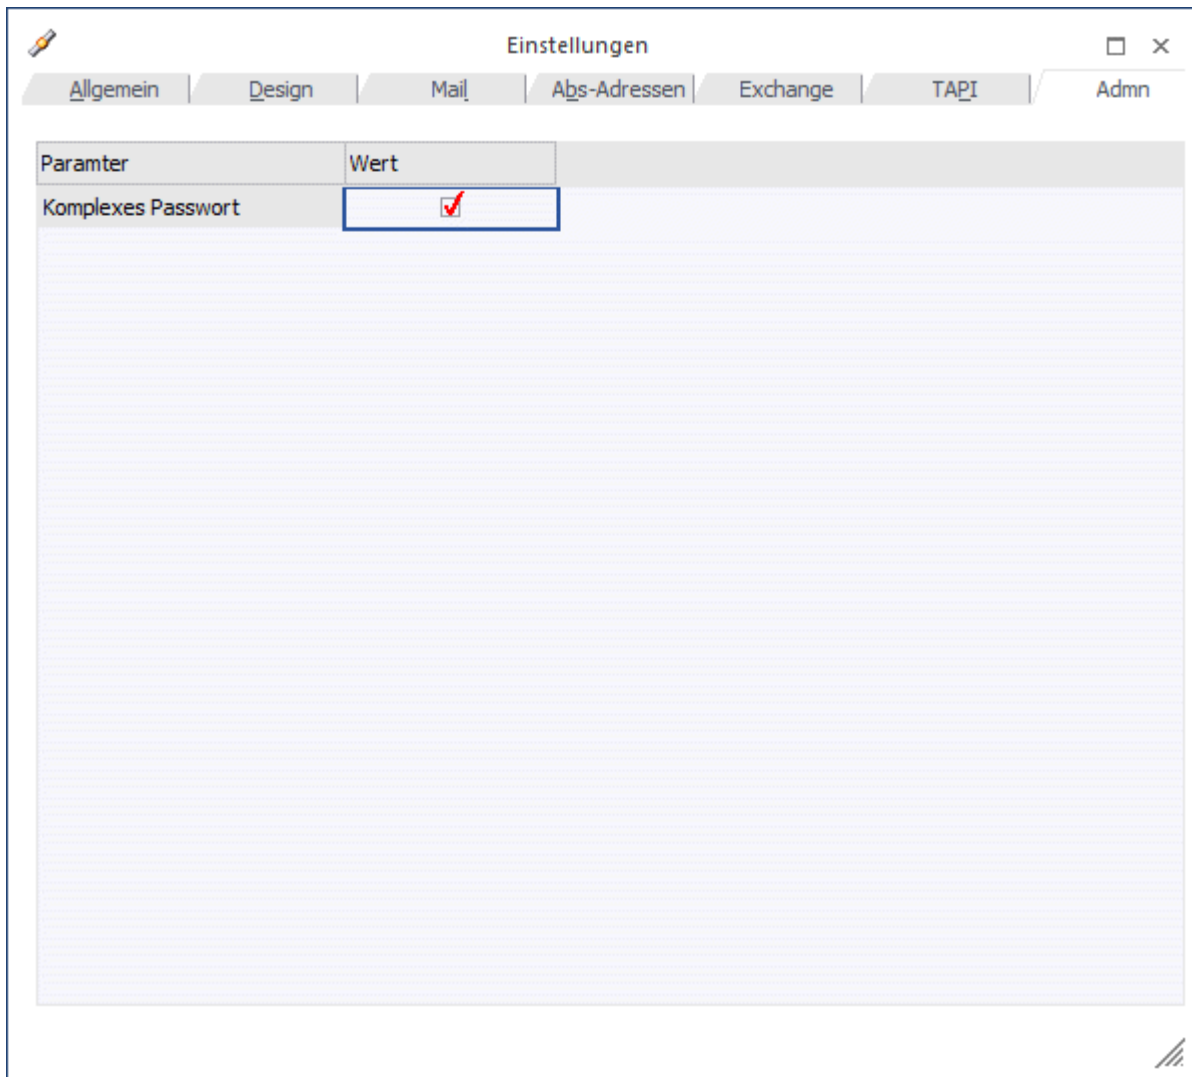 Einstellungen
Allgemein Design Mail Abs-Adressen Exchange TAPI Admn
Paramter Wert
Komplexes Passwort